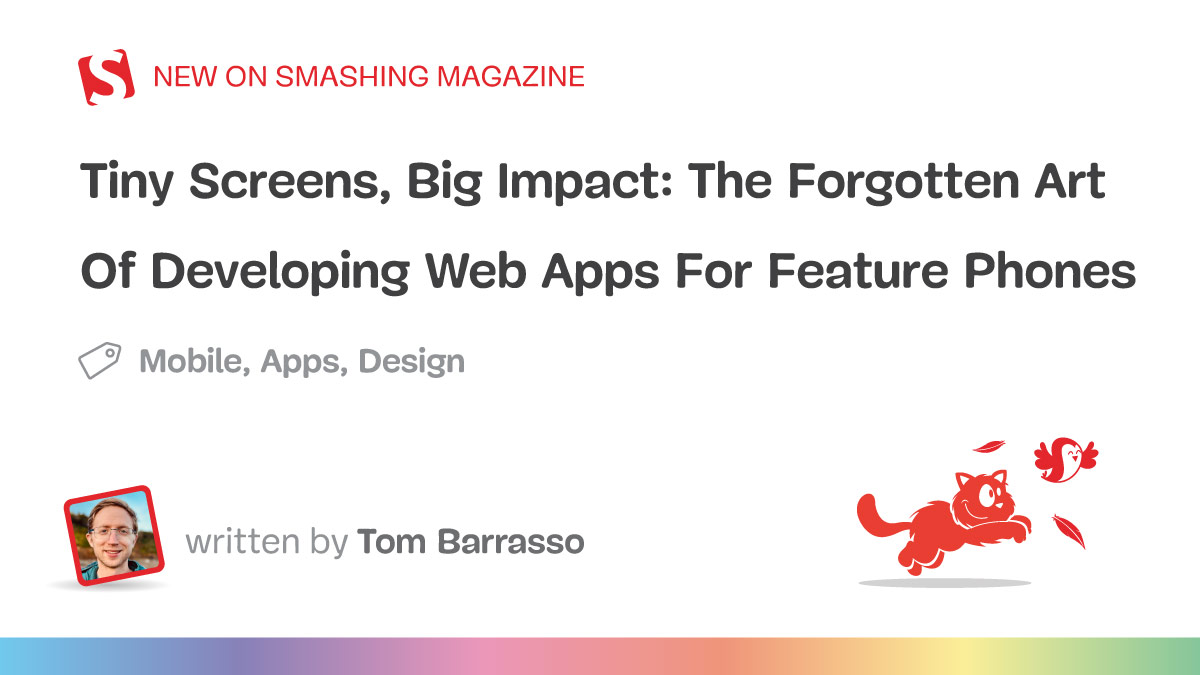 NEW ON SMASHING MAGAZINE
Tiny Screens, Big Impact: The Forgotten Art
Of Developing Web Apps For Feature Phones
Mobile, Apps, Design
written by Tom Barrasso